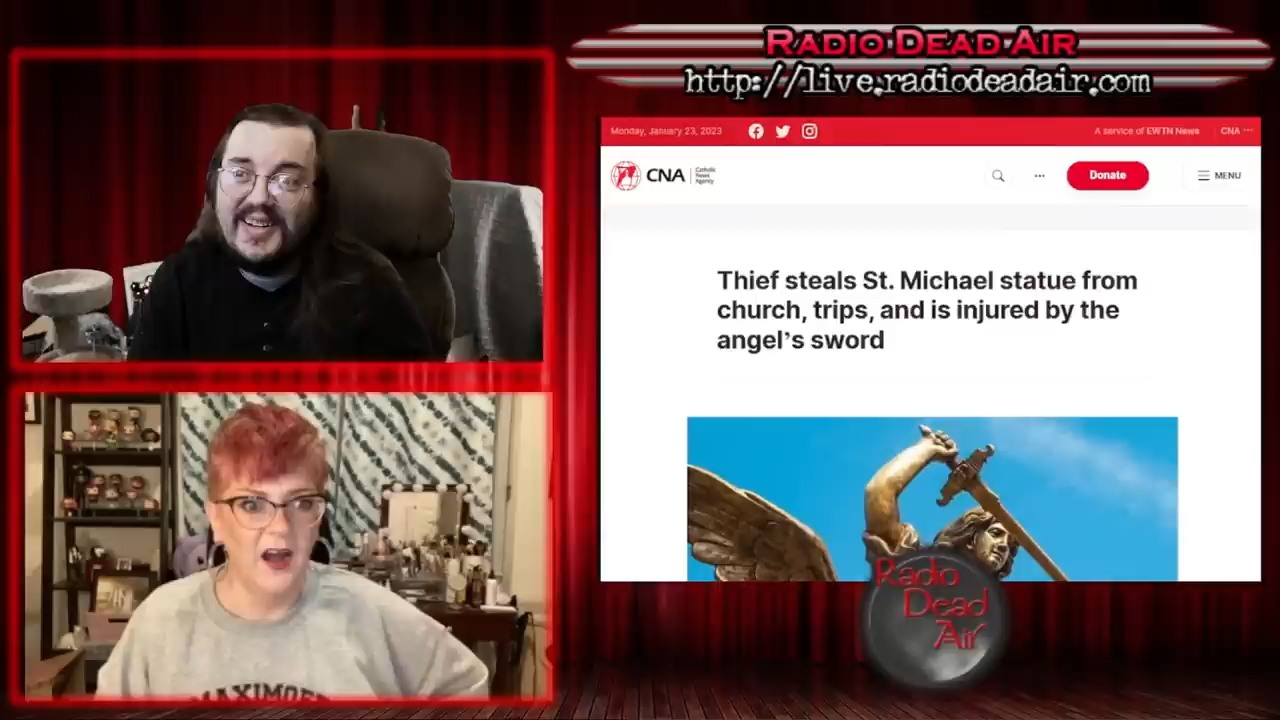 RADIO DEAD AIR
http://live.radiodeadair.com
Monday, January 23, 2023
A service of EWTN News
CNA ...
CNA
Catholic
News
Agency
...
Donate
MENU
Thief steals St. Michael statue from
church, trips, and is injured by the
angel’s sword
Radio
Dead
Air
MAXIMOFF